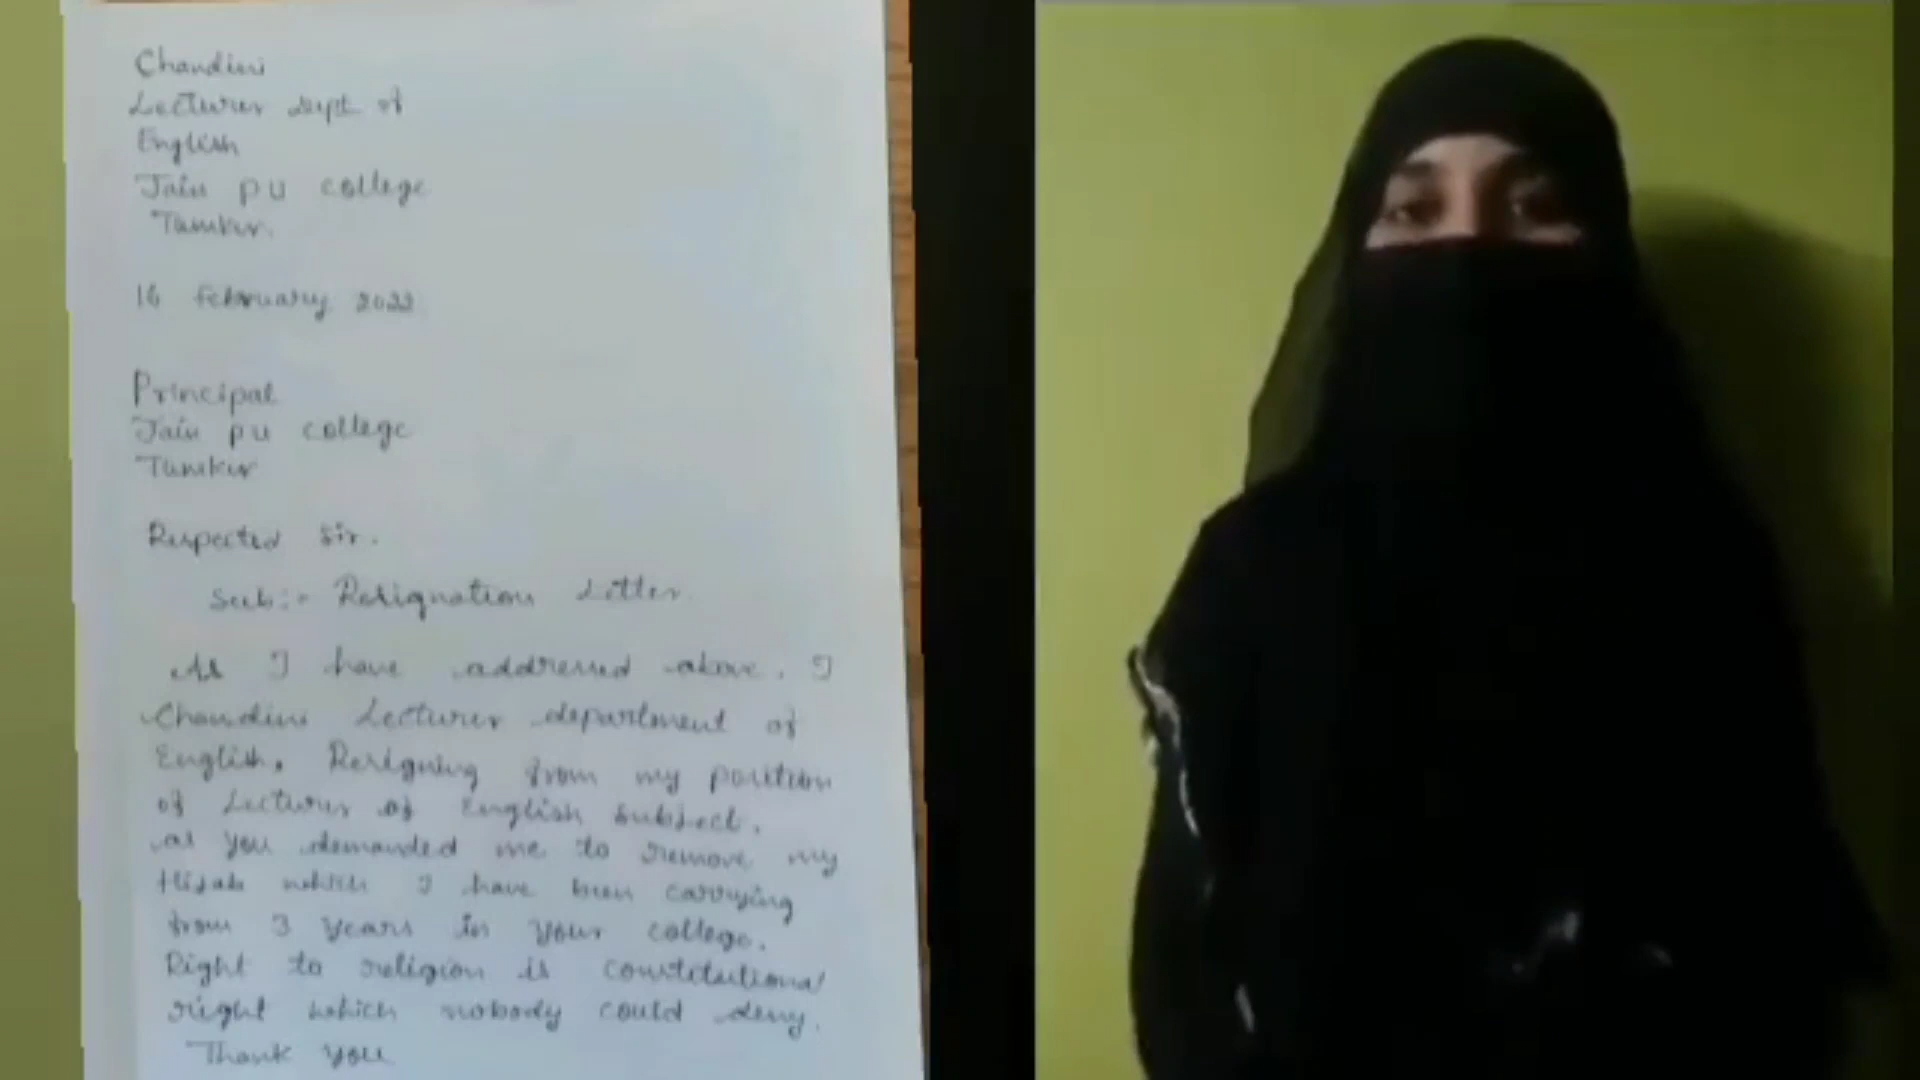 Chandini
Lecturer dept of
English
Jain PU college
Tumkur.
16 February 2022
Principal
Jain PU college
Tumkur
Respected Sir.
Sub:- Resignation Letter.
As I have addressed above. I
Chandini Lecturer department of
English. Resigning from my position
of Lecturer of English subject.
as you demanded me to remove my
Hijab which I have been carrying
from 3 years in your college.
Right to religion is constitutional
right which nobody could deny.
Thank you